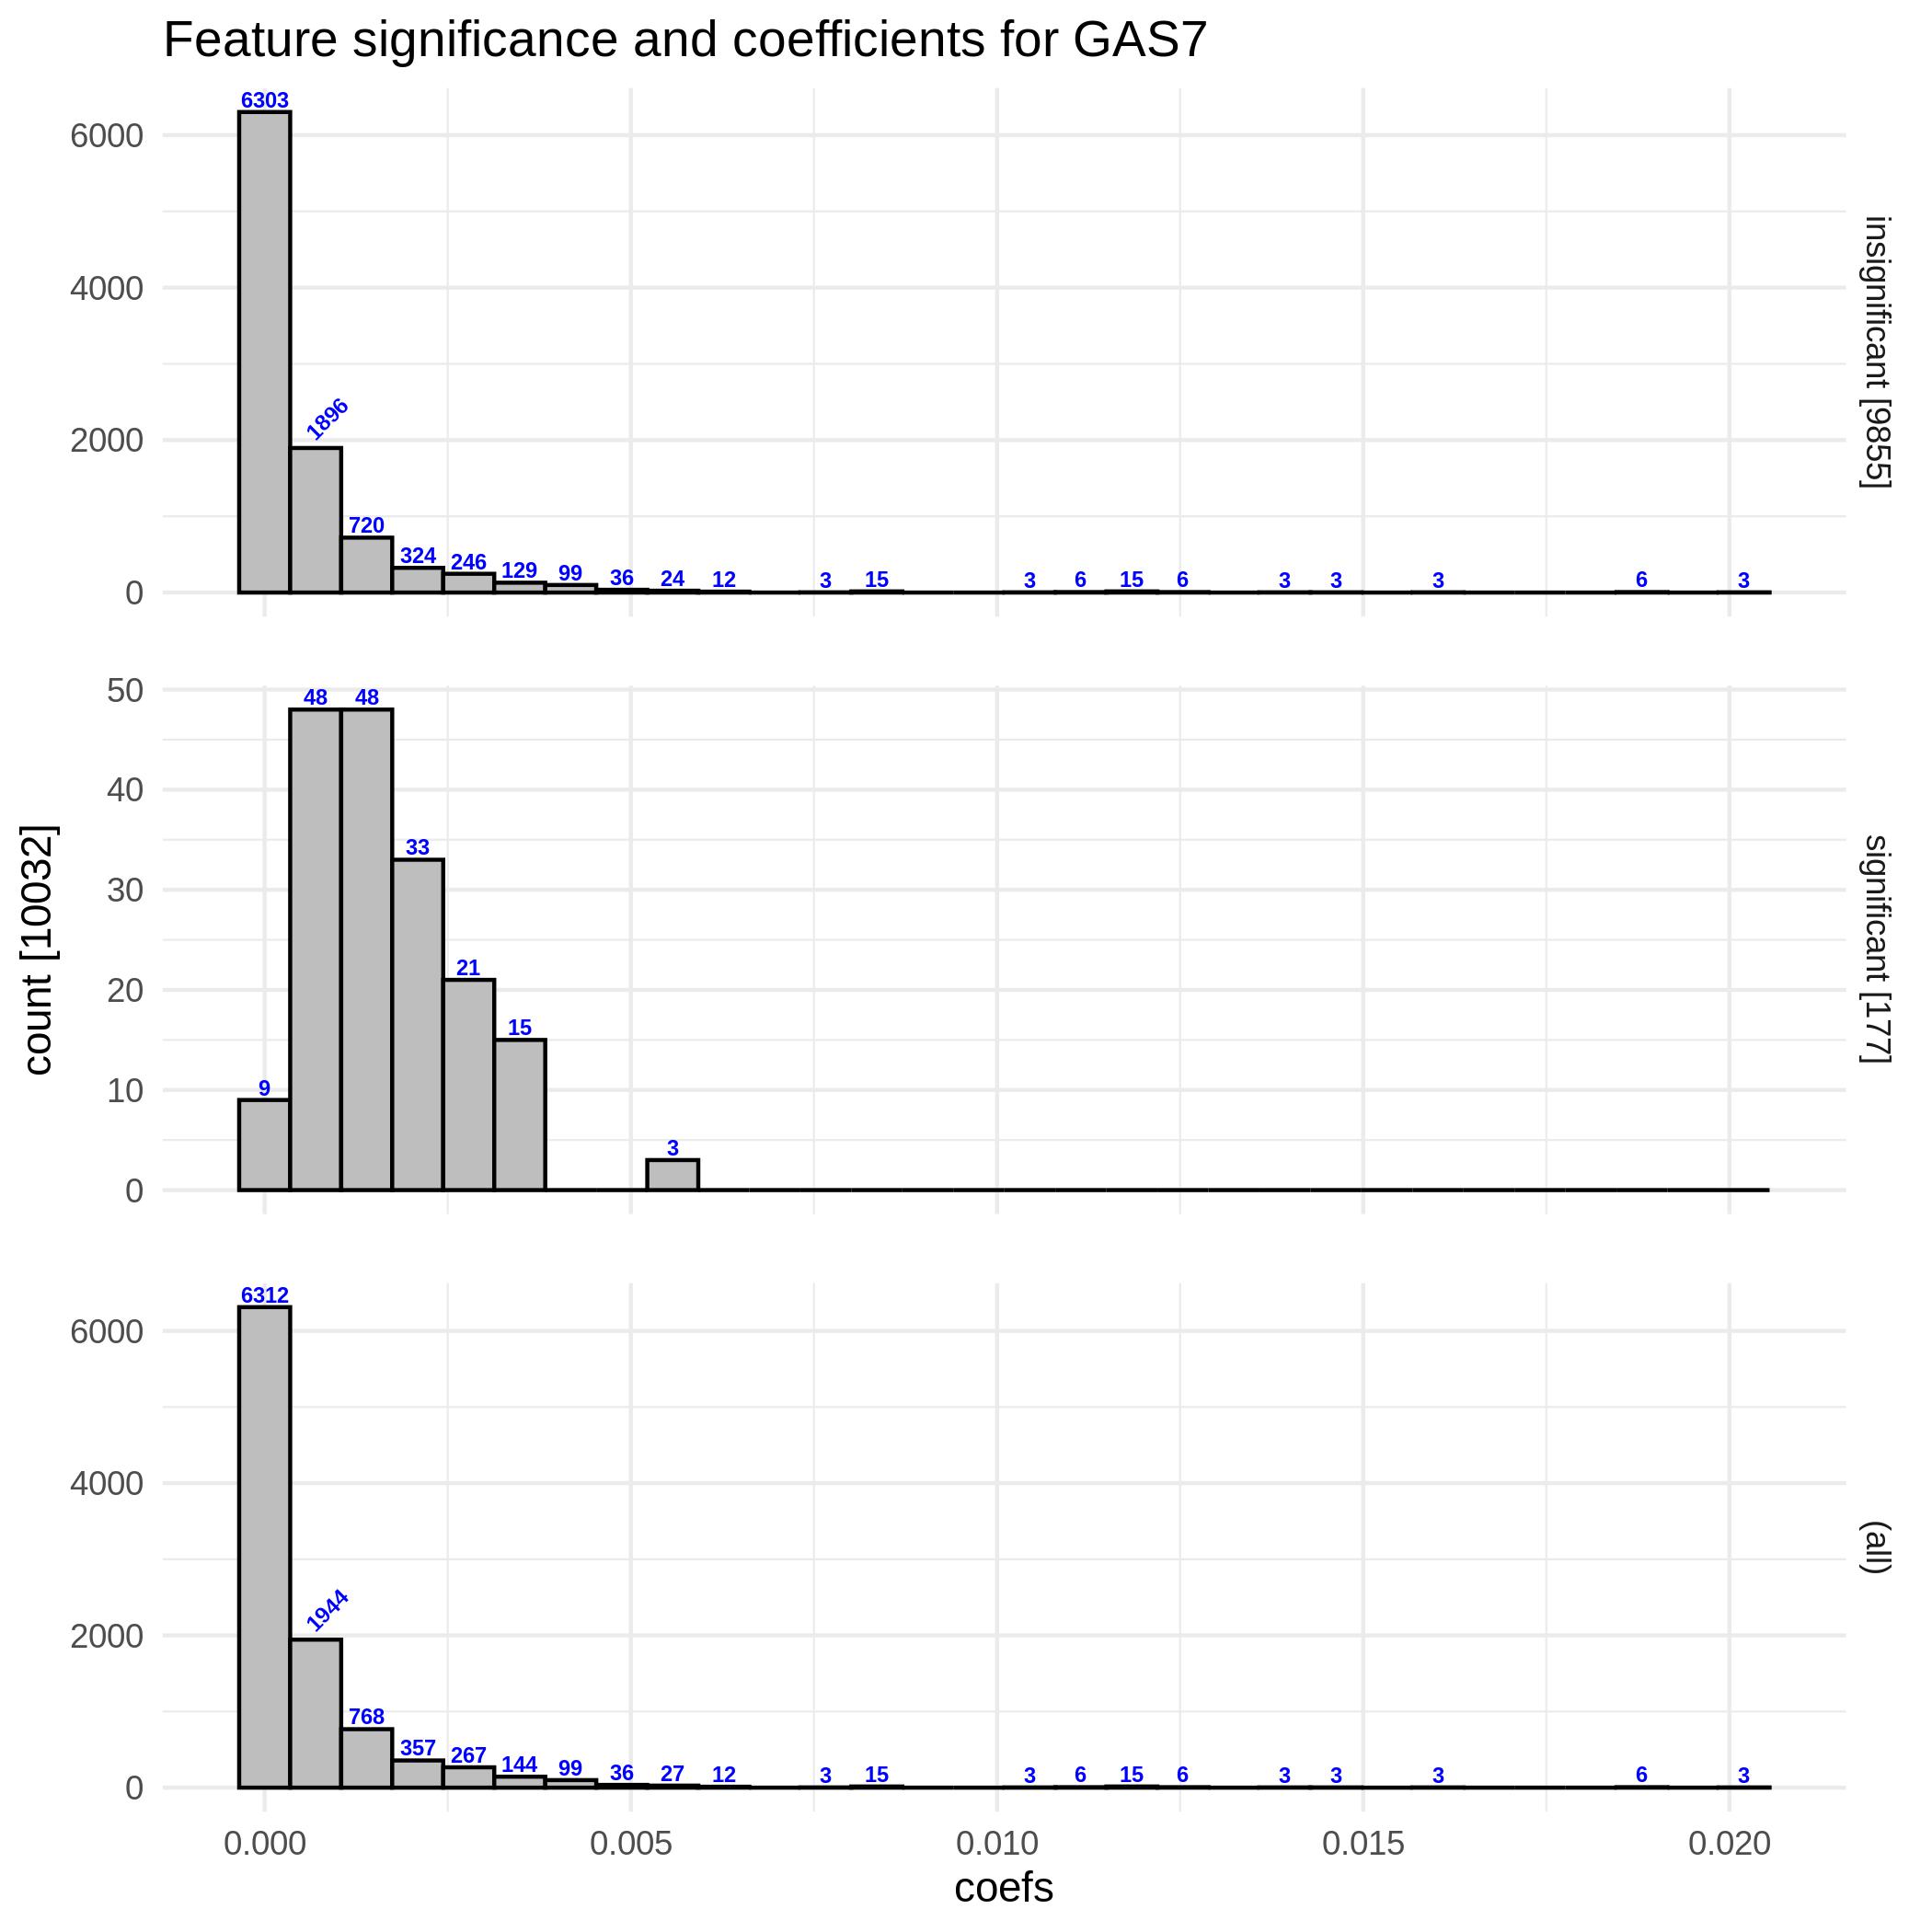 Feature significance and coefficients for GAS7
6303
6000
4000
1896
2000
720
324 246 129 99 36 24 12 3 15 3 6 15 6 3 3 3 6 3
0
insignificant [9855]
50
48 48
40
33
30
21
20
15
10
9
3
0
significant [177]
count [10032]
6312
6000
4000
1944
2000
768
357 267 144 99 36 27 12 3 15 3 6 15 6 3 3 3 6 3
0
(all)
0.000 0.005 0.010 0.015 0.020
coefs